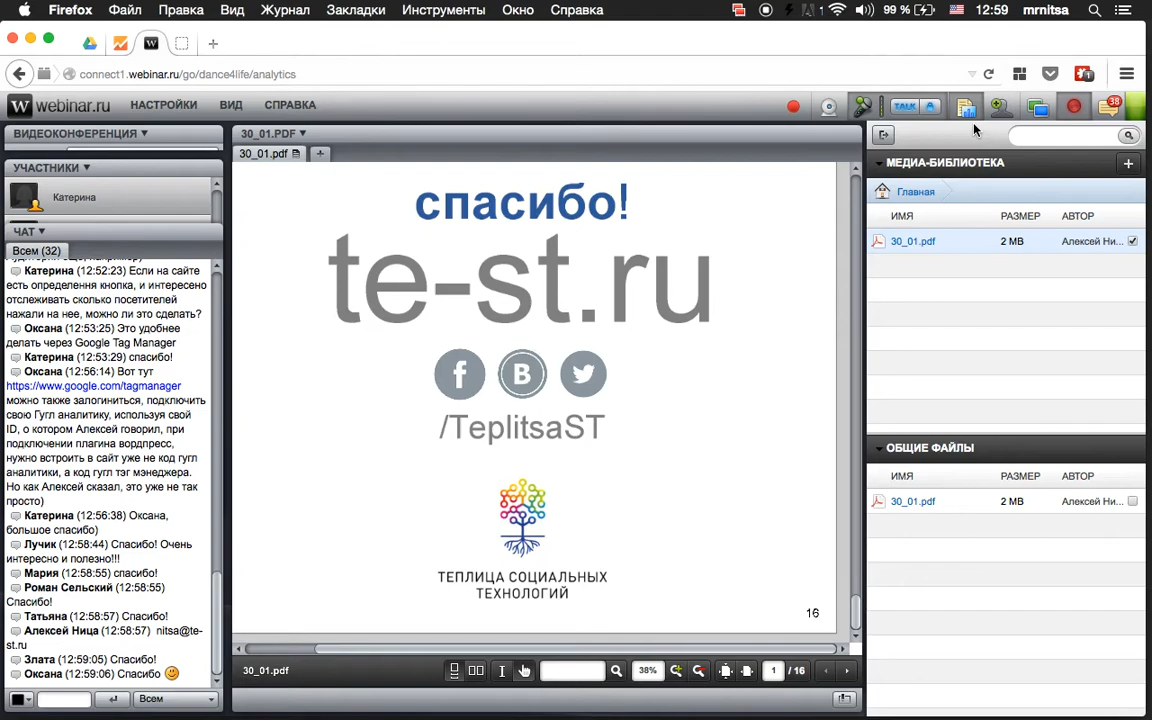 Firefox Файл Правка Вид Журнал Закладки Инструменты Окно Справка 1 99 % 12:59 mrnitsa
W
connect1.webinar.ru/go/dance4life/analytics
1
W webinar.ru НАСТРОЙКИ ВИД СПРАВКА TALK 38
ВИДЕОКОНФЕРЕНЦИЯ
УЧАСТНИКИ
Катерина
ЧАТ
Всем (32)
Катерина (12:52:23) Если на сайте
есть определення кнопка, и интересено
отслеживать сколько посетителей
нажали на нее, можно ли это сделать?
Оксана (12:53:25) Это удобнее
делать через Google Tag Manager
Катерина (12:53:29) спасибо!
Оксана (12:56:14) Вот тут
https://www.google.com/tagmanager
можно также залогиниться, подключить
свою Гугл аналитику, используя свой
ID, о котором Алексей говорил, при
подключении плагина вордпресс,
нужно встроить в сайт уже не код гугл
аналитики, а код гугл тэг мэнеджера.
Но как Алексей сказал, это уже не так
просто)
Катерина (12:56:38) Оксана,
большое спасибо)
Лучик (12:58:44) Спасибо! Очень
интересно и полезно!!!
Мария (12:58:55) спасибо!
Роман Сельский (12:58:55)
Спасибо!
Татьяна (12:58:57) Спасибо!
Алексей Ница (12:58:57) nitsa@te-
st.ru
Злата (12:59:05) Спасибо!
Оксана (12:59:06) Спасибо
Всем
30_01.PDF
30_01.pdf
спасибо!
te-st.ru
f B
/TeplitsaST
ТЕПЛИЦА СОЦИАЛЬНЫХ
ТЕХНОЛОГИЙ
16
30_01.pdf 38% 1 / 16
МЕДИА-БИБЛИОТЕКА
Главная
ИМЯ РАЗМЕР АВТОР
30_01.pdf 2 MB Алексей Ни...
ОБЩИЕ ФАЙЛЫ
ИМЯ РАЗМЕР АВТОР
30_01.pdf 2 MB Алексей Ни...